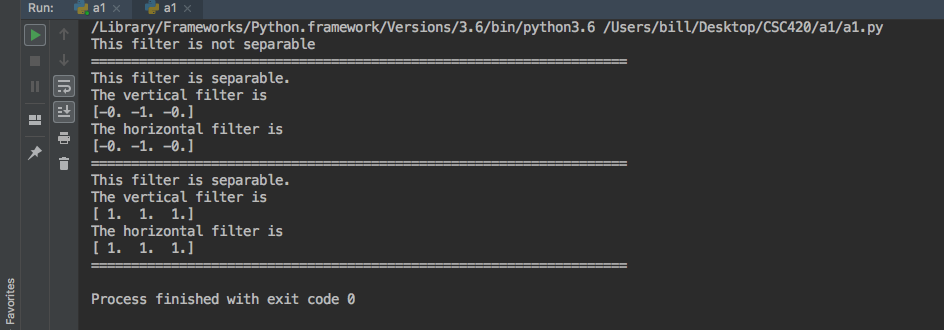 Run: a1 × a1 ×
/Library/Frameworks/Python.framework/Versions/3.6/bin/python3.6 /Users/bill/Desktop/CSC420/a1/a1.py
This filter is not separable
===================================================================
This filter is separable.
The vertical filter is
[-0. -1. -0.]
The horizontal filter is
[-0. -1. -0.]
===================================================================
This filter is separable.
The vertical filter is
[ 1.  1.  1.]
The horizontal filter is
[ 1.  1.  1.]
===================================================================
Process finished with exit code 0
Favorites